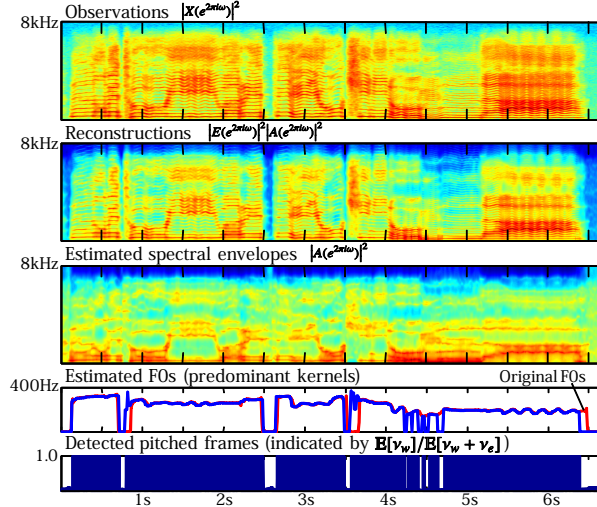 Observations |X(e^{2πiω})|²
8kHz
Reconstructions |E(e^{2πiω})|²|A(e^{2πiω})|²
8kHz
Estimated spectral envelopes |A(e^{2πiω})|²
8kHz
Estimated F0s (predominant kernels)
400Hz
Original F0s
Detected pitched frames (indicated by 𝔼[ν_w]/𝔼[ν_w + ν_e])
1.0
1s 2s 3s 4s 5s 6s